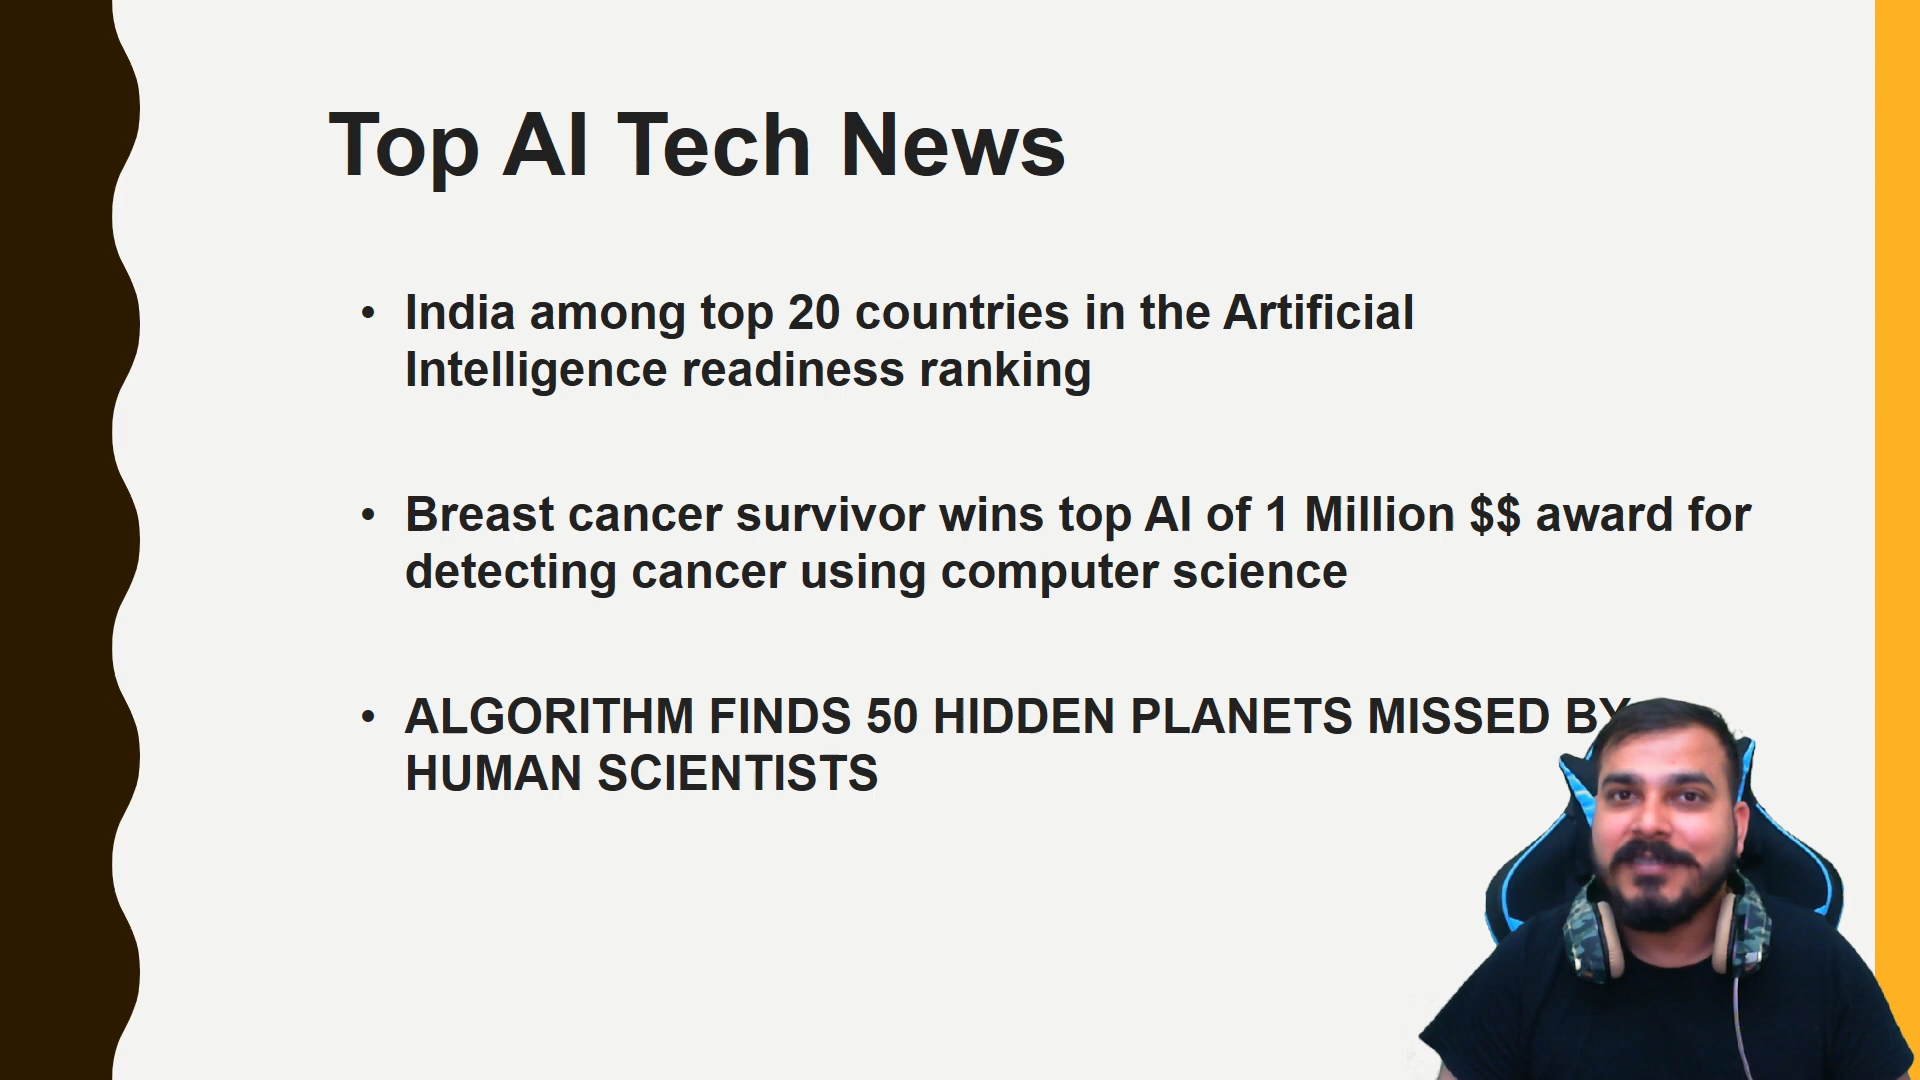 Top AI Tech News
• India among top 20 countries in the Artificial
Intelligence readiness ranking
• Breast cancer survivor wins top AI of 1 Million $$ award for
detecting cancer using computer science
• ALGORITHM FINDS 50 HIDDEN PLANETS MISSED BY
HUMAN SCIENTISTS